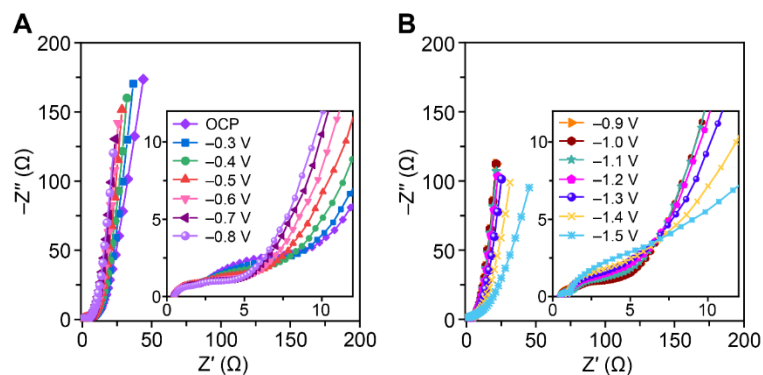 A
B
200
150
100
50
0
–Z″ (Ω)
0 50 100 150 200
Z′ (Ω)
10
5
0
5 10
OCP
–0.3 V
–0.4 V
–0.5 V
–0.6 V
–0.7 V
–0.8 V
200
150
100
50
0
–Z″ (Ω)
0 50 100 150 200
Z′ (Ω)
10
5
0
0 5 10
–0.9 V
–1.0 V
–1.1 V
–1.2 V
–1.3 V
–1.4 V
–1.5 V